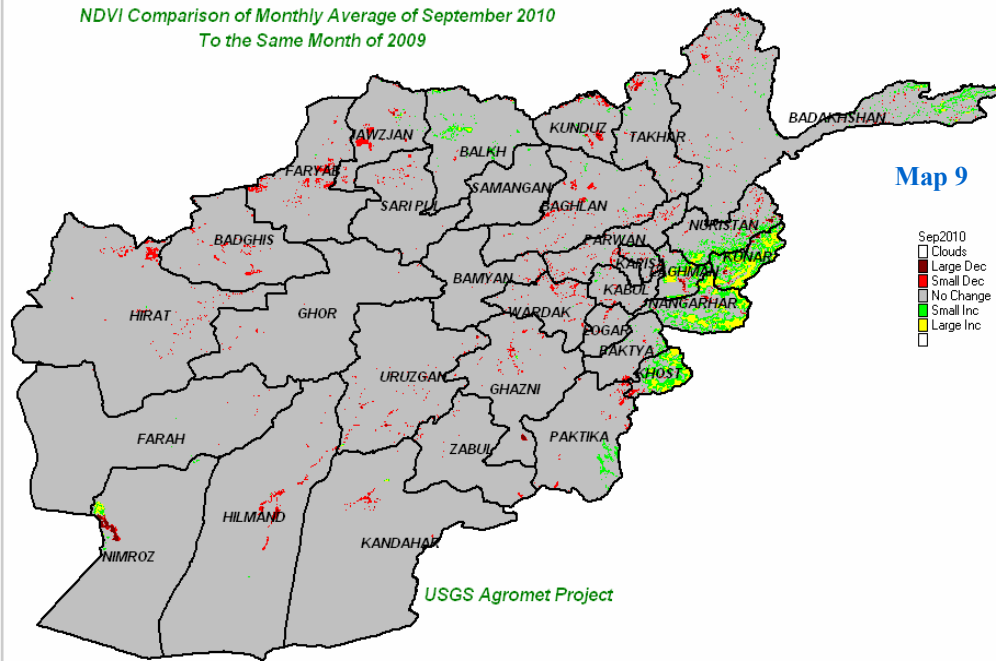 NDVI Comparison of Monthly Average of September 2010
To the Same Month of 2009
BADAKHSHAN
JAWZJAN
KUNDUZ
TAKHAR
BALKH
Map 9
FARYAB
SAMANGAN
SARI PUL
BAGHLAN
NURISTAN
BADGHIS
PARWAN
Sep2010
Clouds
Large Dec
Small Dec
No Change
Small Inc
Large Inc
KUNAR
KAPISA
LAGHMAN
BAMYAN
KABUL
NANGARHAR
HIRAT
GHOR
WARDAK
LOGAR
BAKTYA
KHOST
URUZGAN
GHAZNI
FARAH
PAKTIKA
ZABUL
HILMAND
KANDAHAR
NIMROZ
USGS Agromet Project